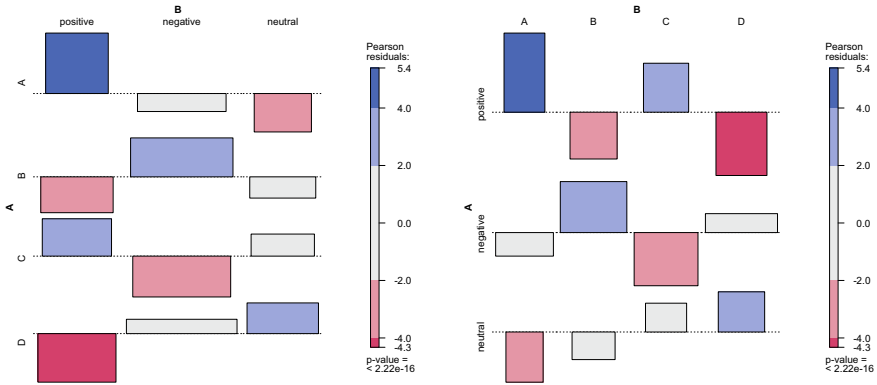 B
positive negative neutral
A
B
C
D
A
Pearson
residuals:
5.4
4.0
2.0
0.0
-2.0
-4.0
-4.3
p-value =
< 2.22e-16
B
A B C D
positive
negative
neutral
A
Pearson
residuals:
5.4
4.0
2.0
0.0
-2.0
-4.0
-4.3
p-value =
< 2.22e-16